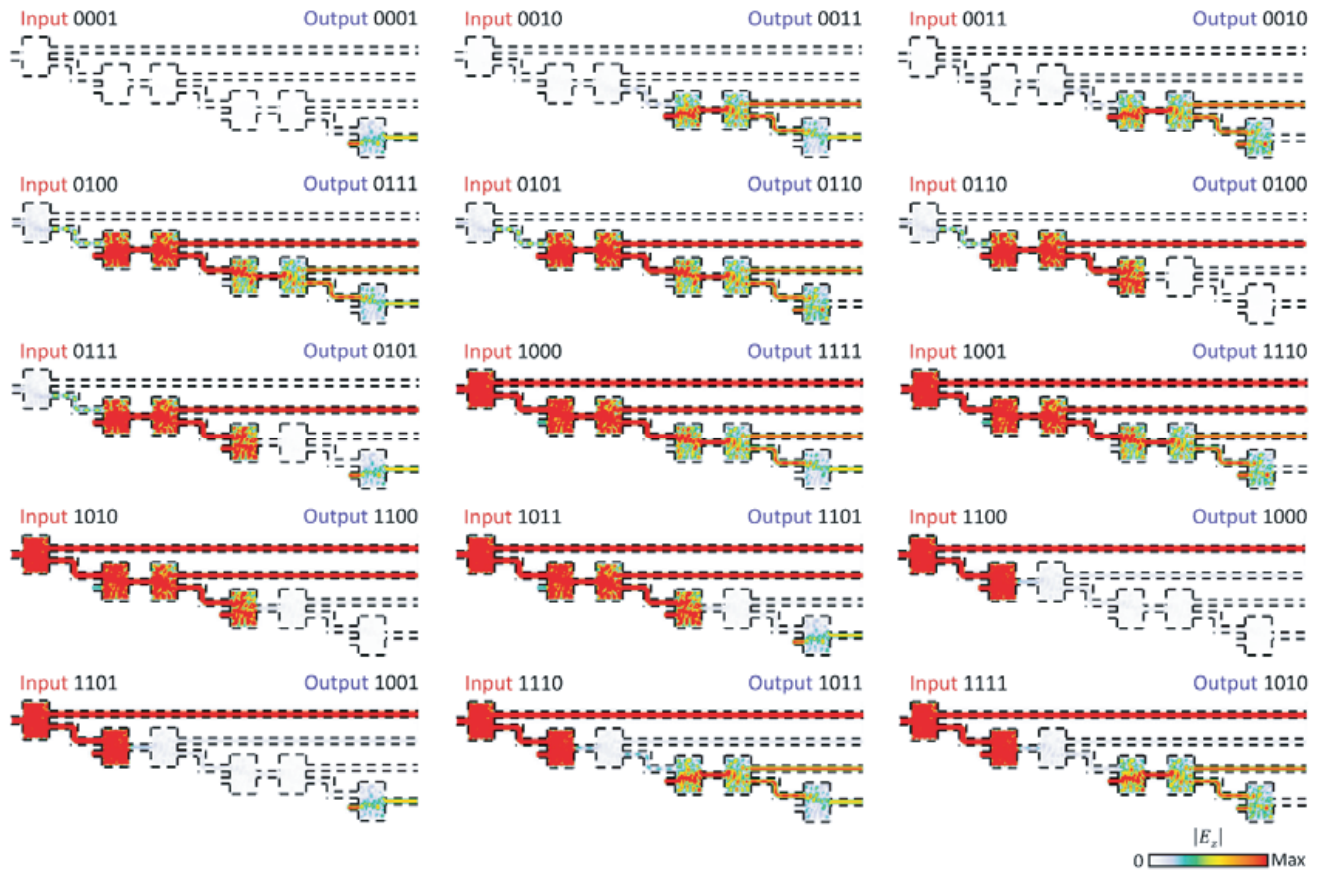 Input 0001 Output 0001 Input 0010 Output 0011 Input 0011 Output 0010
Input 0100 Output 0111 Input 0101 Output 0110 Input 0110 Output 0100
Input 0111 Output 0101 Input 1000 Output 1111 Input 1001 Output 1110
Input 1010 Output 1100 Input 1011 Output 1101 Input 1100 Output 1000
Input 1101 Output 1001 Input 1110 Output 1011 Input 1111 Output 1010
|E_z|
0 Max